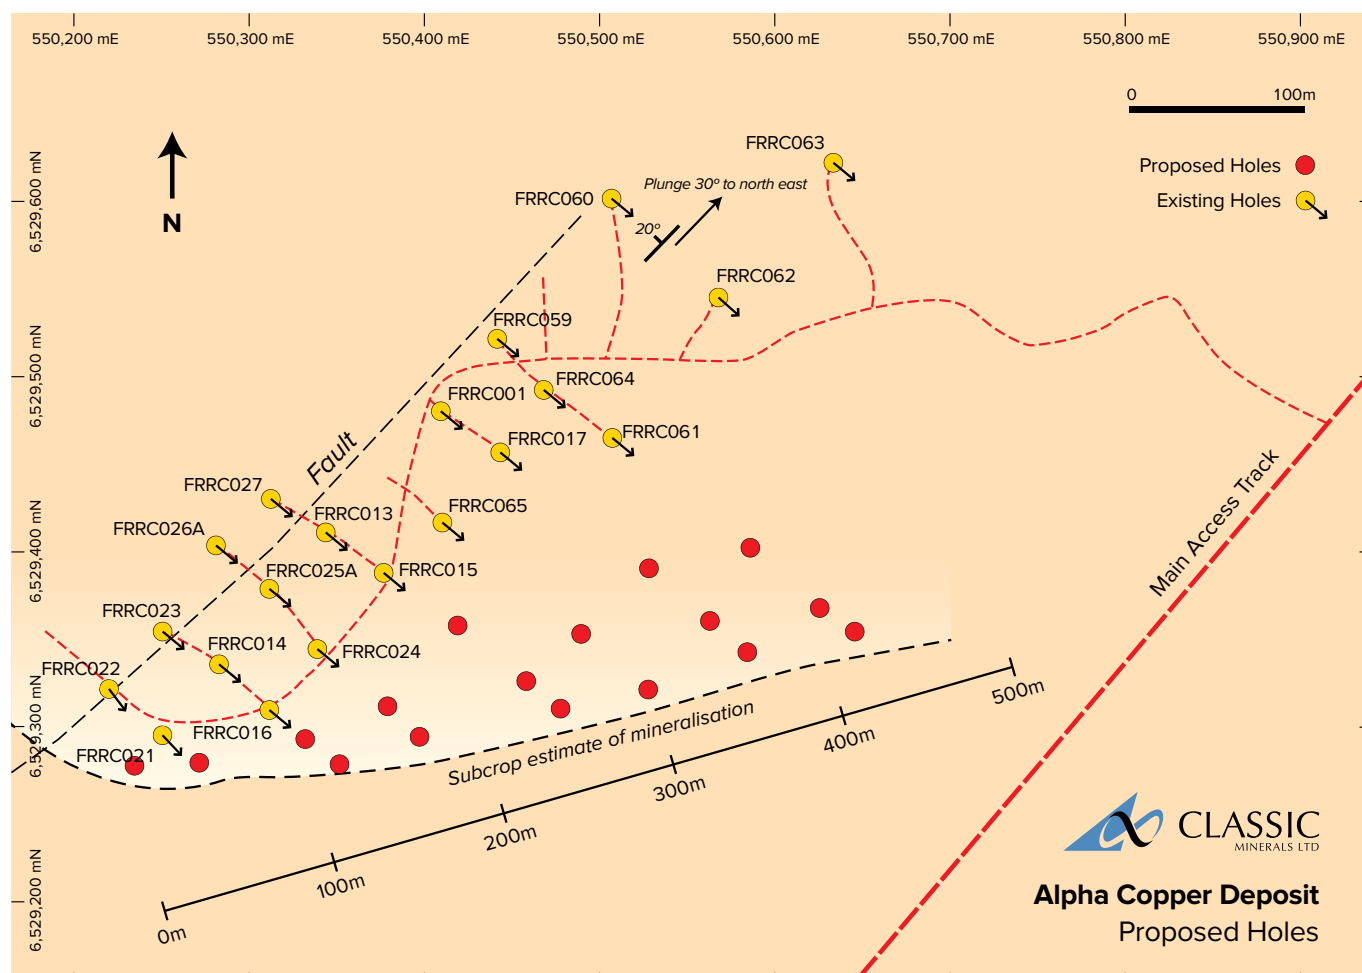 550,200 mE
550,300 mE
550,400 mE
550,500 mE
550,600 mE
550,700 mE
550,800 mE
550,900 mE
0
100m
FRRC063
Proposed Holes
Plunge 30º to north east
FRRC060
Existing Holes
6,529,600 mN
N
20º
FRRC062
FRRC059
6,529,500 mN
FRRC064
FRRC001
FRRC061
FRRC017
Fault
FRRC027
FRRC065
FRRC013
FRRC026A
Main Access Track
6,529,400 mN
FRRC025A
FRRC015
FRRC023
FRRC014
FRRC024
FRRC022
6,529,300 mN
FRRC016
FRRC021
Subcrop estimate of mineralisation
500m
400m
300m
200m
100m
0m
6,529,200 mN
CLASSIC
MINERALS LTD
Alpha Copper Deposit
Proposed Holes